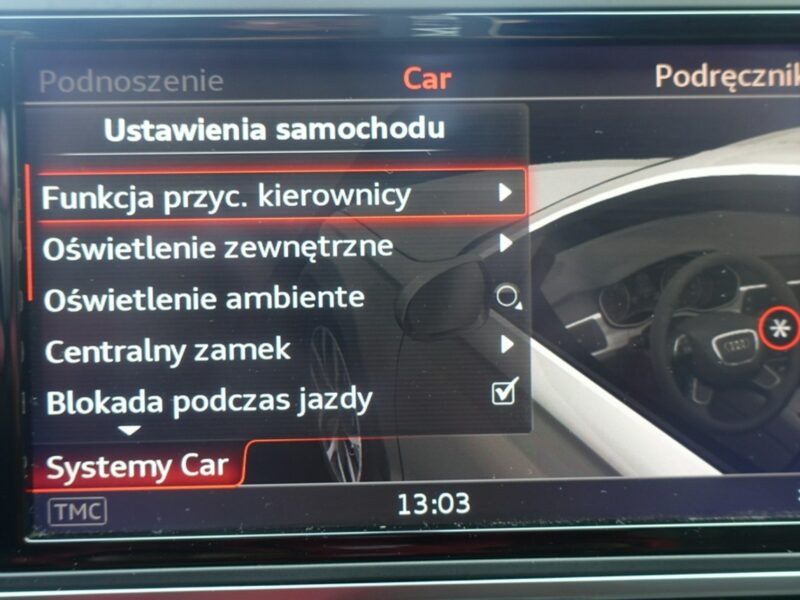 Podnoszenie Car Podręcznik
Ustawienia samochodu
Funkcja przyc. kierownicy
Oświetlenie zewnętrzne
Oświetlenie ambiente
Centralny zamek
Blokada podczas jazdy
Systemy Car
TMC 13:03